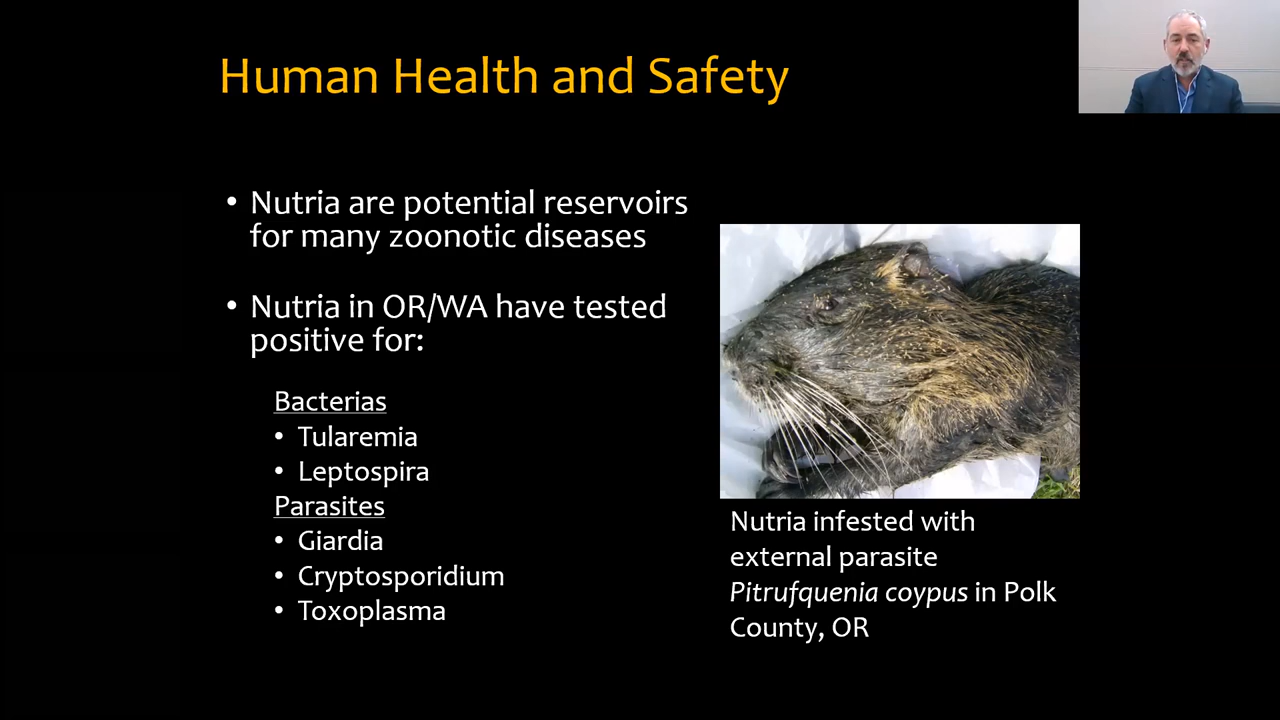 Human Health and Safety
• Nutria are potential reservoirs
for many zoonotic diseases
• Nutria in OR/WA have tested
positive for:
Bacterias
• Tularemia
• Leptospira
Parasites
• Giardia
• Cryptosporidium
• Toxoplasma
Nutria infested with
external parasite
Pitrufquenia coypus in Polk
County, OR